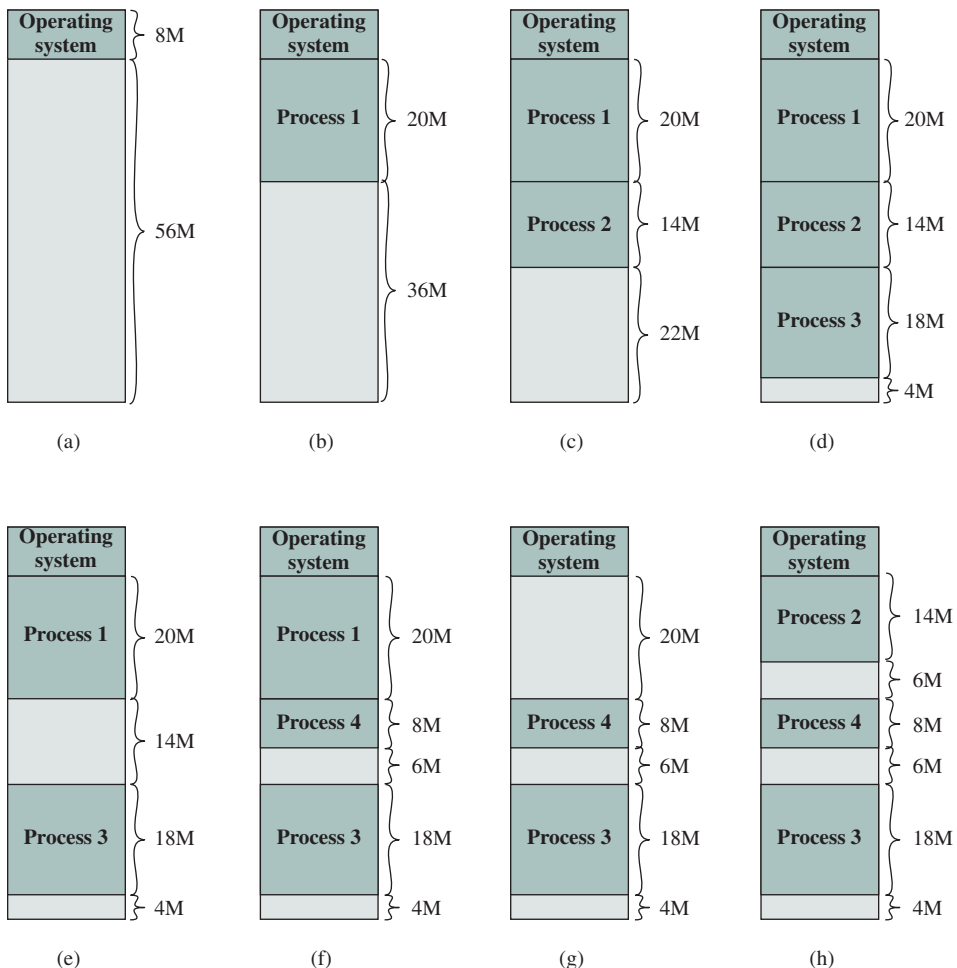 Operating
system
8M
56M
(a)
Operating
system
Process 1
20M
36M
(b)
Operating
system
Process 1
20M
Process 2
14M
22M
(c)
Operating
system
Process 1
20M
Process 2
14M
Process 3
18M
4M
(d)
Operating
system
Process 1
20M
14M
Process 3
18M
4M
(e)
Operating
system
Process 1
20M
Process 4
8M
6M
Process 3
18M
4M
(f)
Operating
system
20M
Process 4
8M
6M
Process 3
18M
4M
(g)
Operating
system
Process 2
14M
6M
Process 4
8M
6M
Process 3
18M
4M
(h)